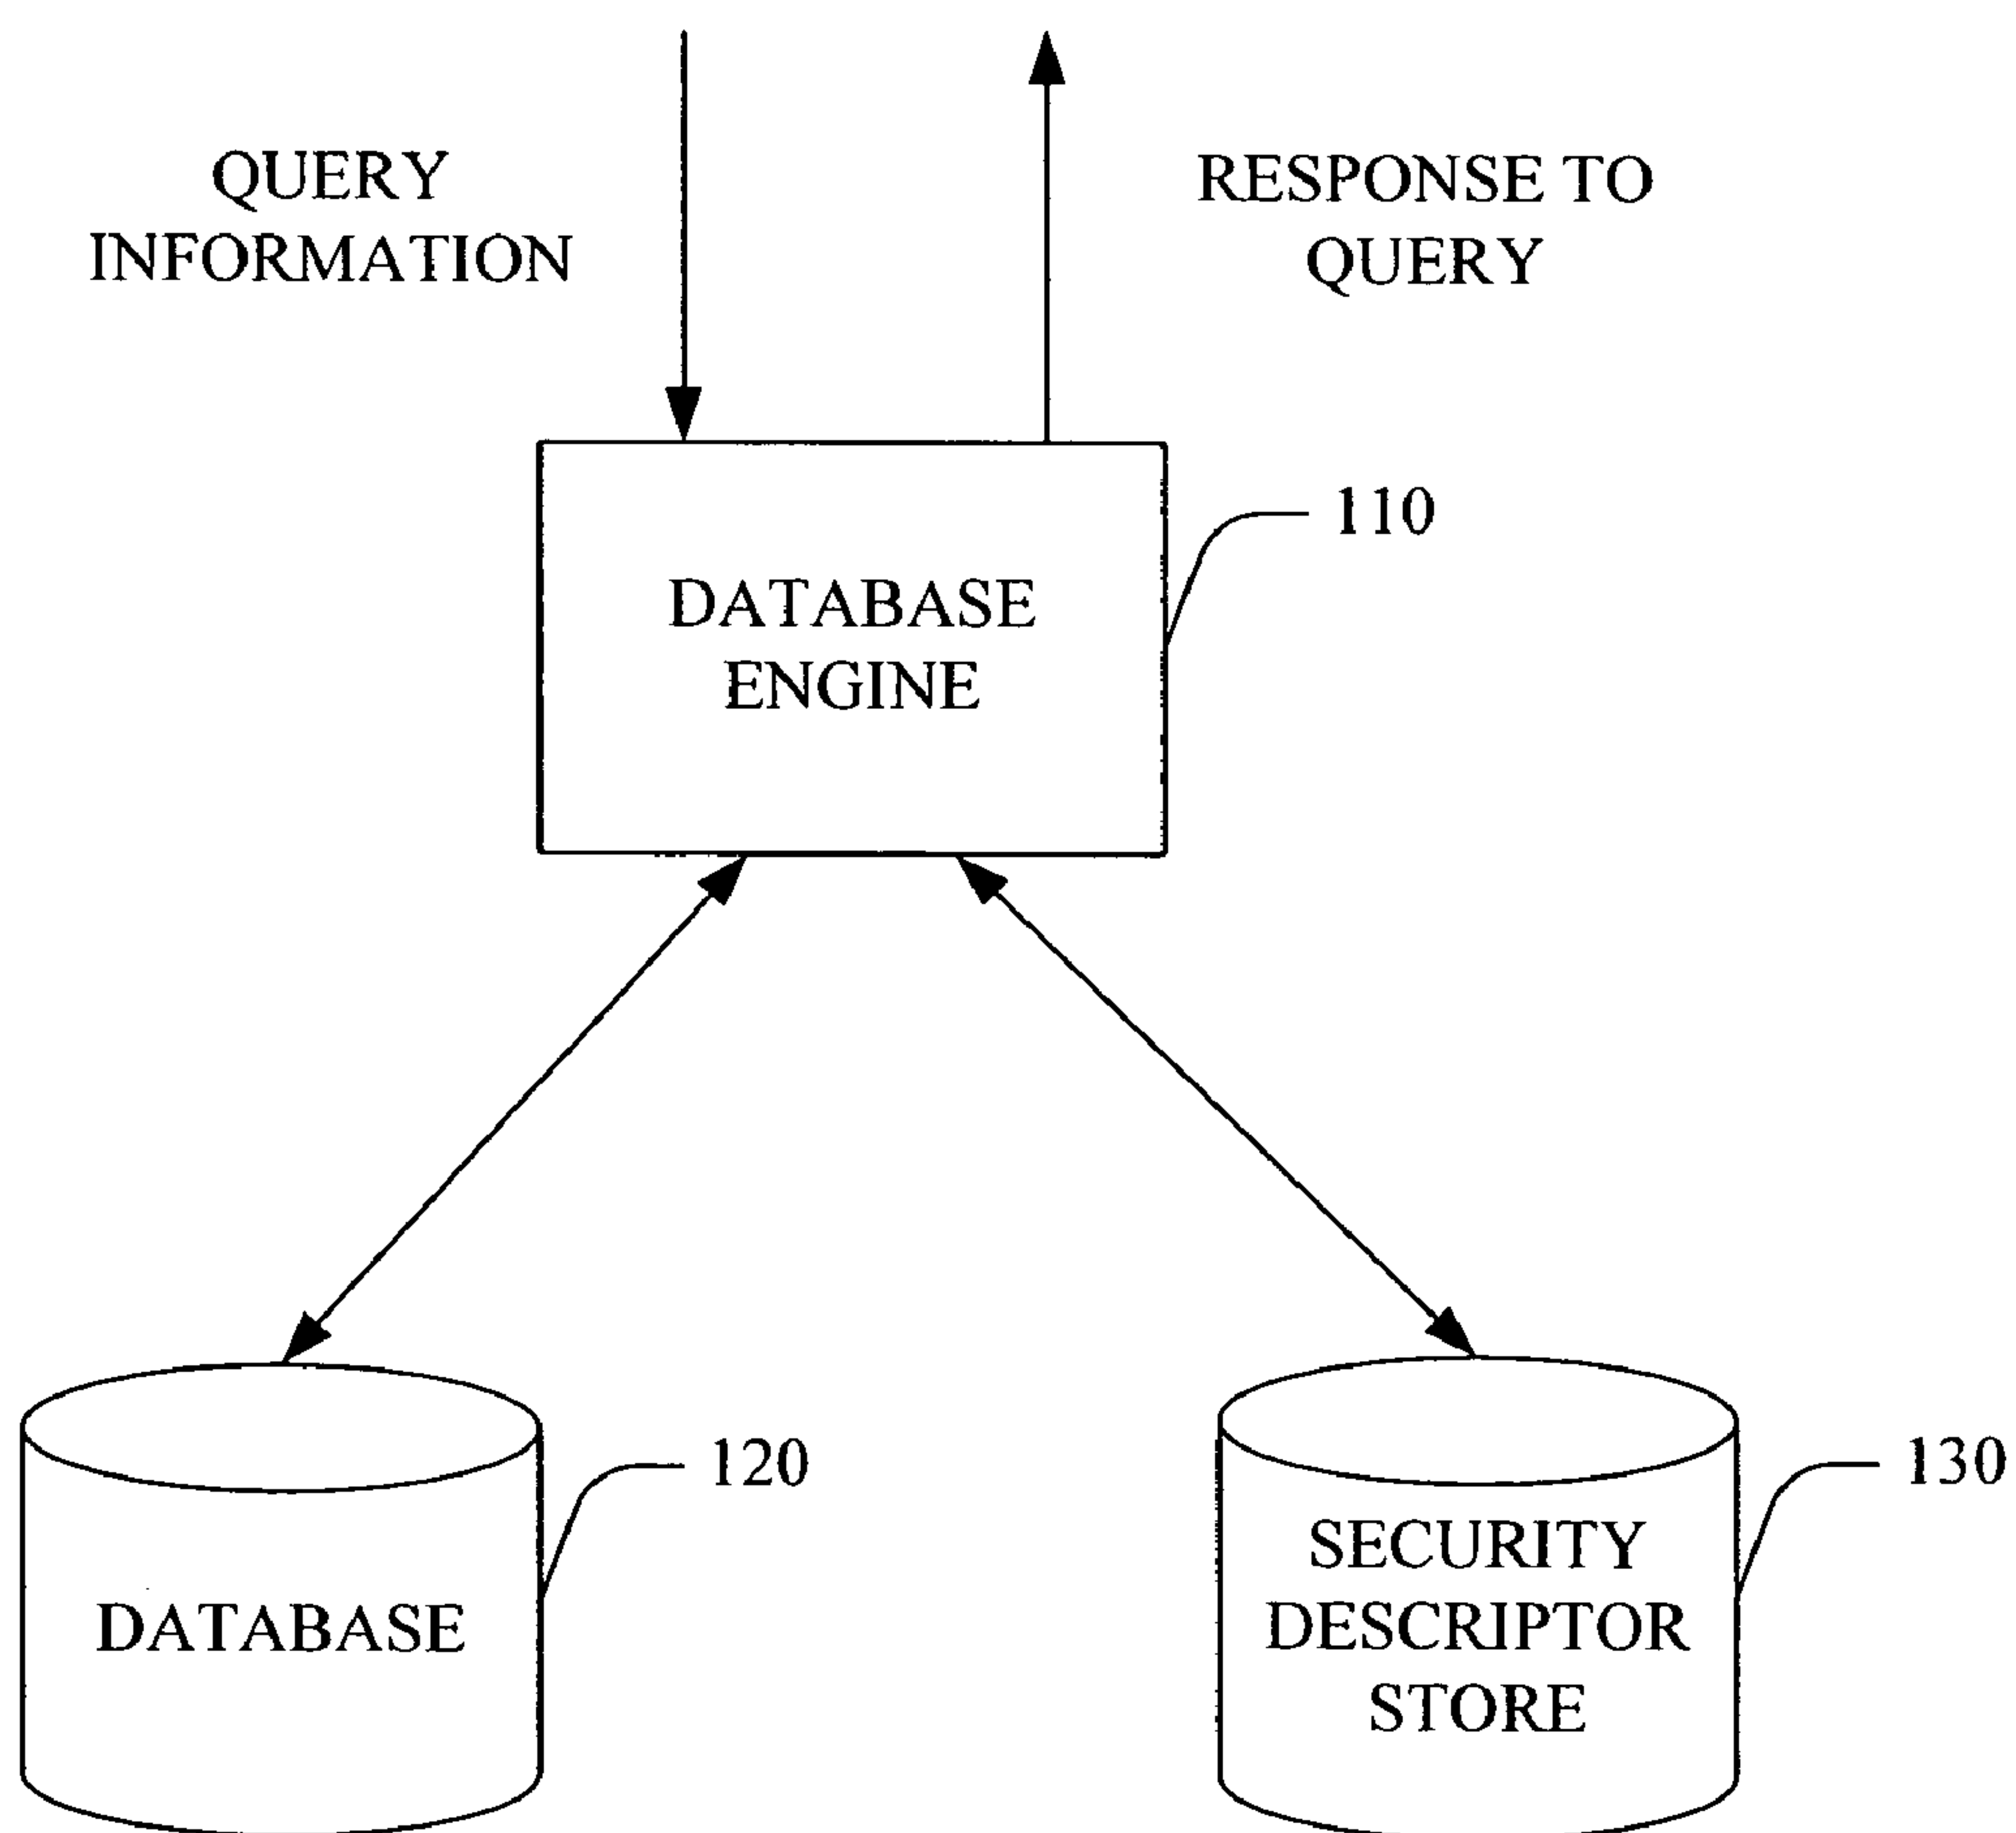 QUERY
INFORMATION
RESPONSE TO
QUERY
110
DATABASE
ENGINE
120
DATABASE
130
SECURITY
DESCRIPTOR
STORE